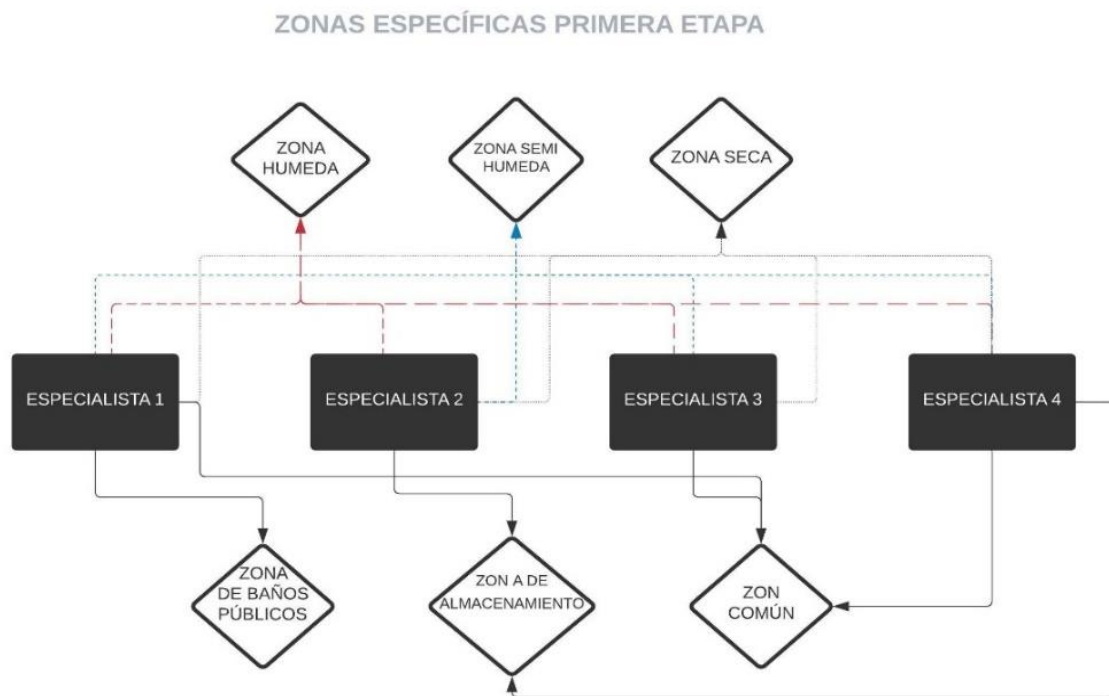 ZONAS ESPECÍFICAS PRIMERA ETAPA
ZONA
HUMEDA
ZONA SEMI
HUMEDA
ZONA SECA
ESPECIALISTA 1
ESPECIALISTA 2
ESPECIALISTA 3
ESPECIALISTA 4
ZONA
DE BAÑOS
PÚBLICOS
ZON A DE
ALMACENAMIENTO
ZON
COMÚN